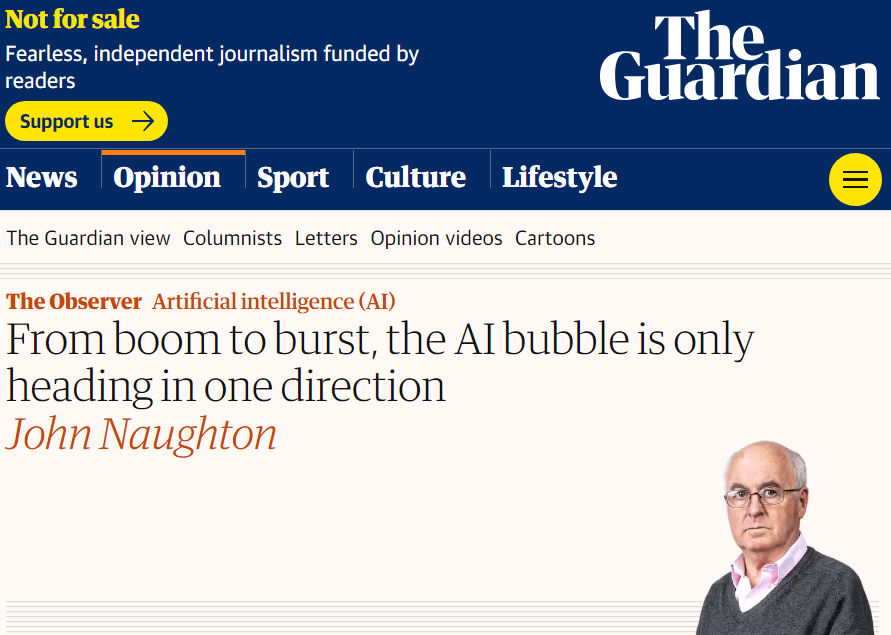 Not for sale
Fearless, independent journalism funded by
readers
Support us
The
Guardian
News Opinion Sport Culture Lifestyle
The Guardian view Columnists Letters Opinion videos Cartoons
The Observer Artificial intelligence (AI)
From boom to burst, the AI bubble is only
heading in one direction
John Naughton